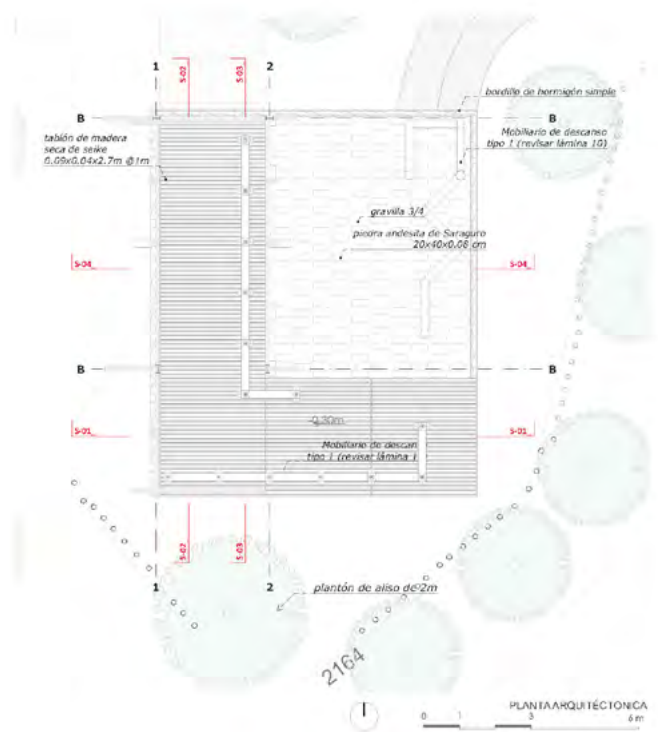 1
S-02
S-03
2
bordillo de hormigón simple
B
B
tablón de madera
seca de seike
0.09x0.04x2.7m @1m
Mobiliario de descanso
tipo 1 (revisar lámina 10)
gravilla 3/4
piedra andesita de Saraguro
20x40x0.08 cm
S-04
S-04
B
B
-0.30m
S-01
S-01
Mobiliario de descan
tipo 1 (revisar lámina 1
S-02
S-03
1
2
plantón de aliso de 2m
2164
PLANTA ARQUITÉCTONICA
0 1 3 6 m